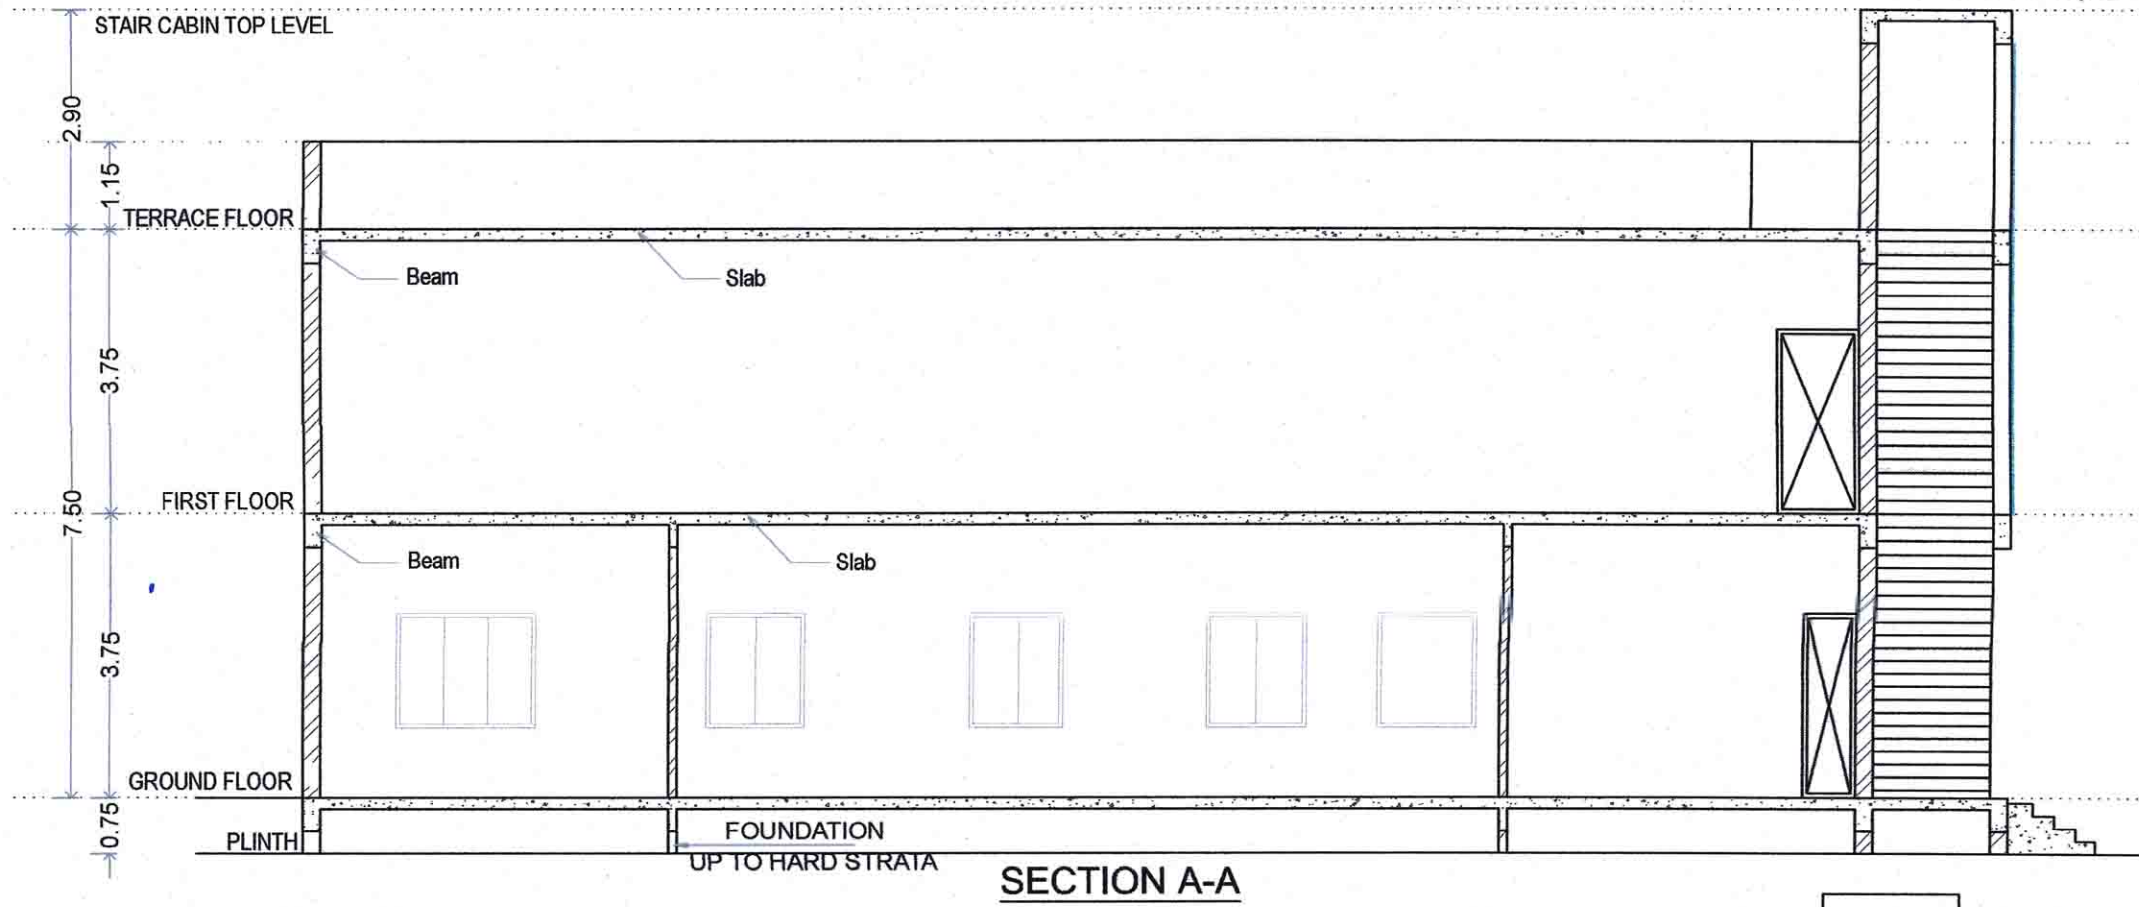 STAIR CABIN TOP LEVEL
2.90
1.15
TERRACE FLOOR
Beam
Slab
3.75
FIRST FLOOR
7.50
Beam
Slab
3.75
GROUND FLOOR
0.75
PLINTH
FOUNDATION
UP TO HARD STRATA
SECTION A-A